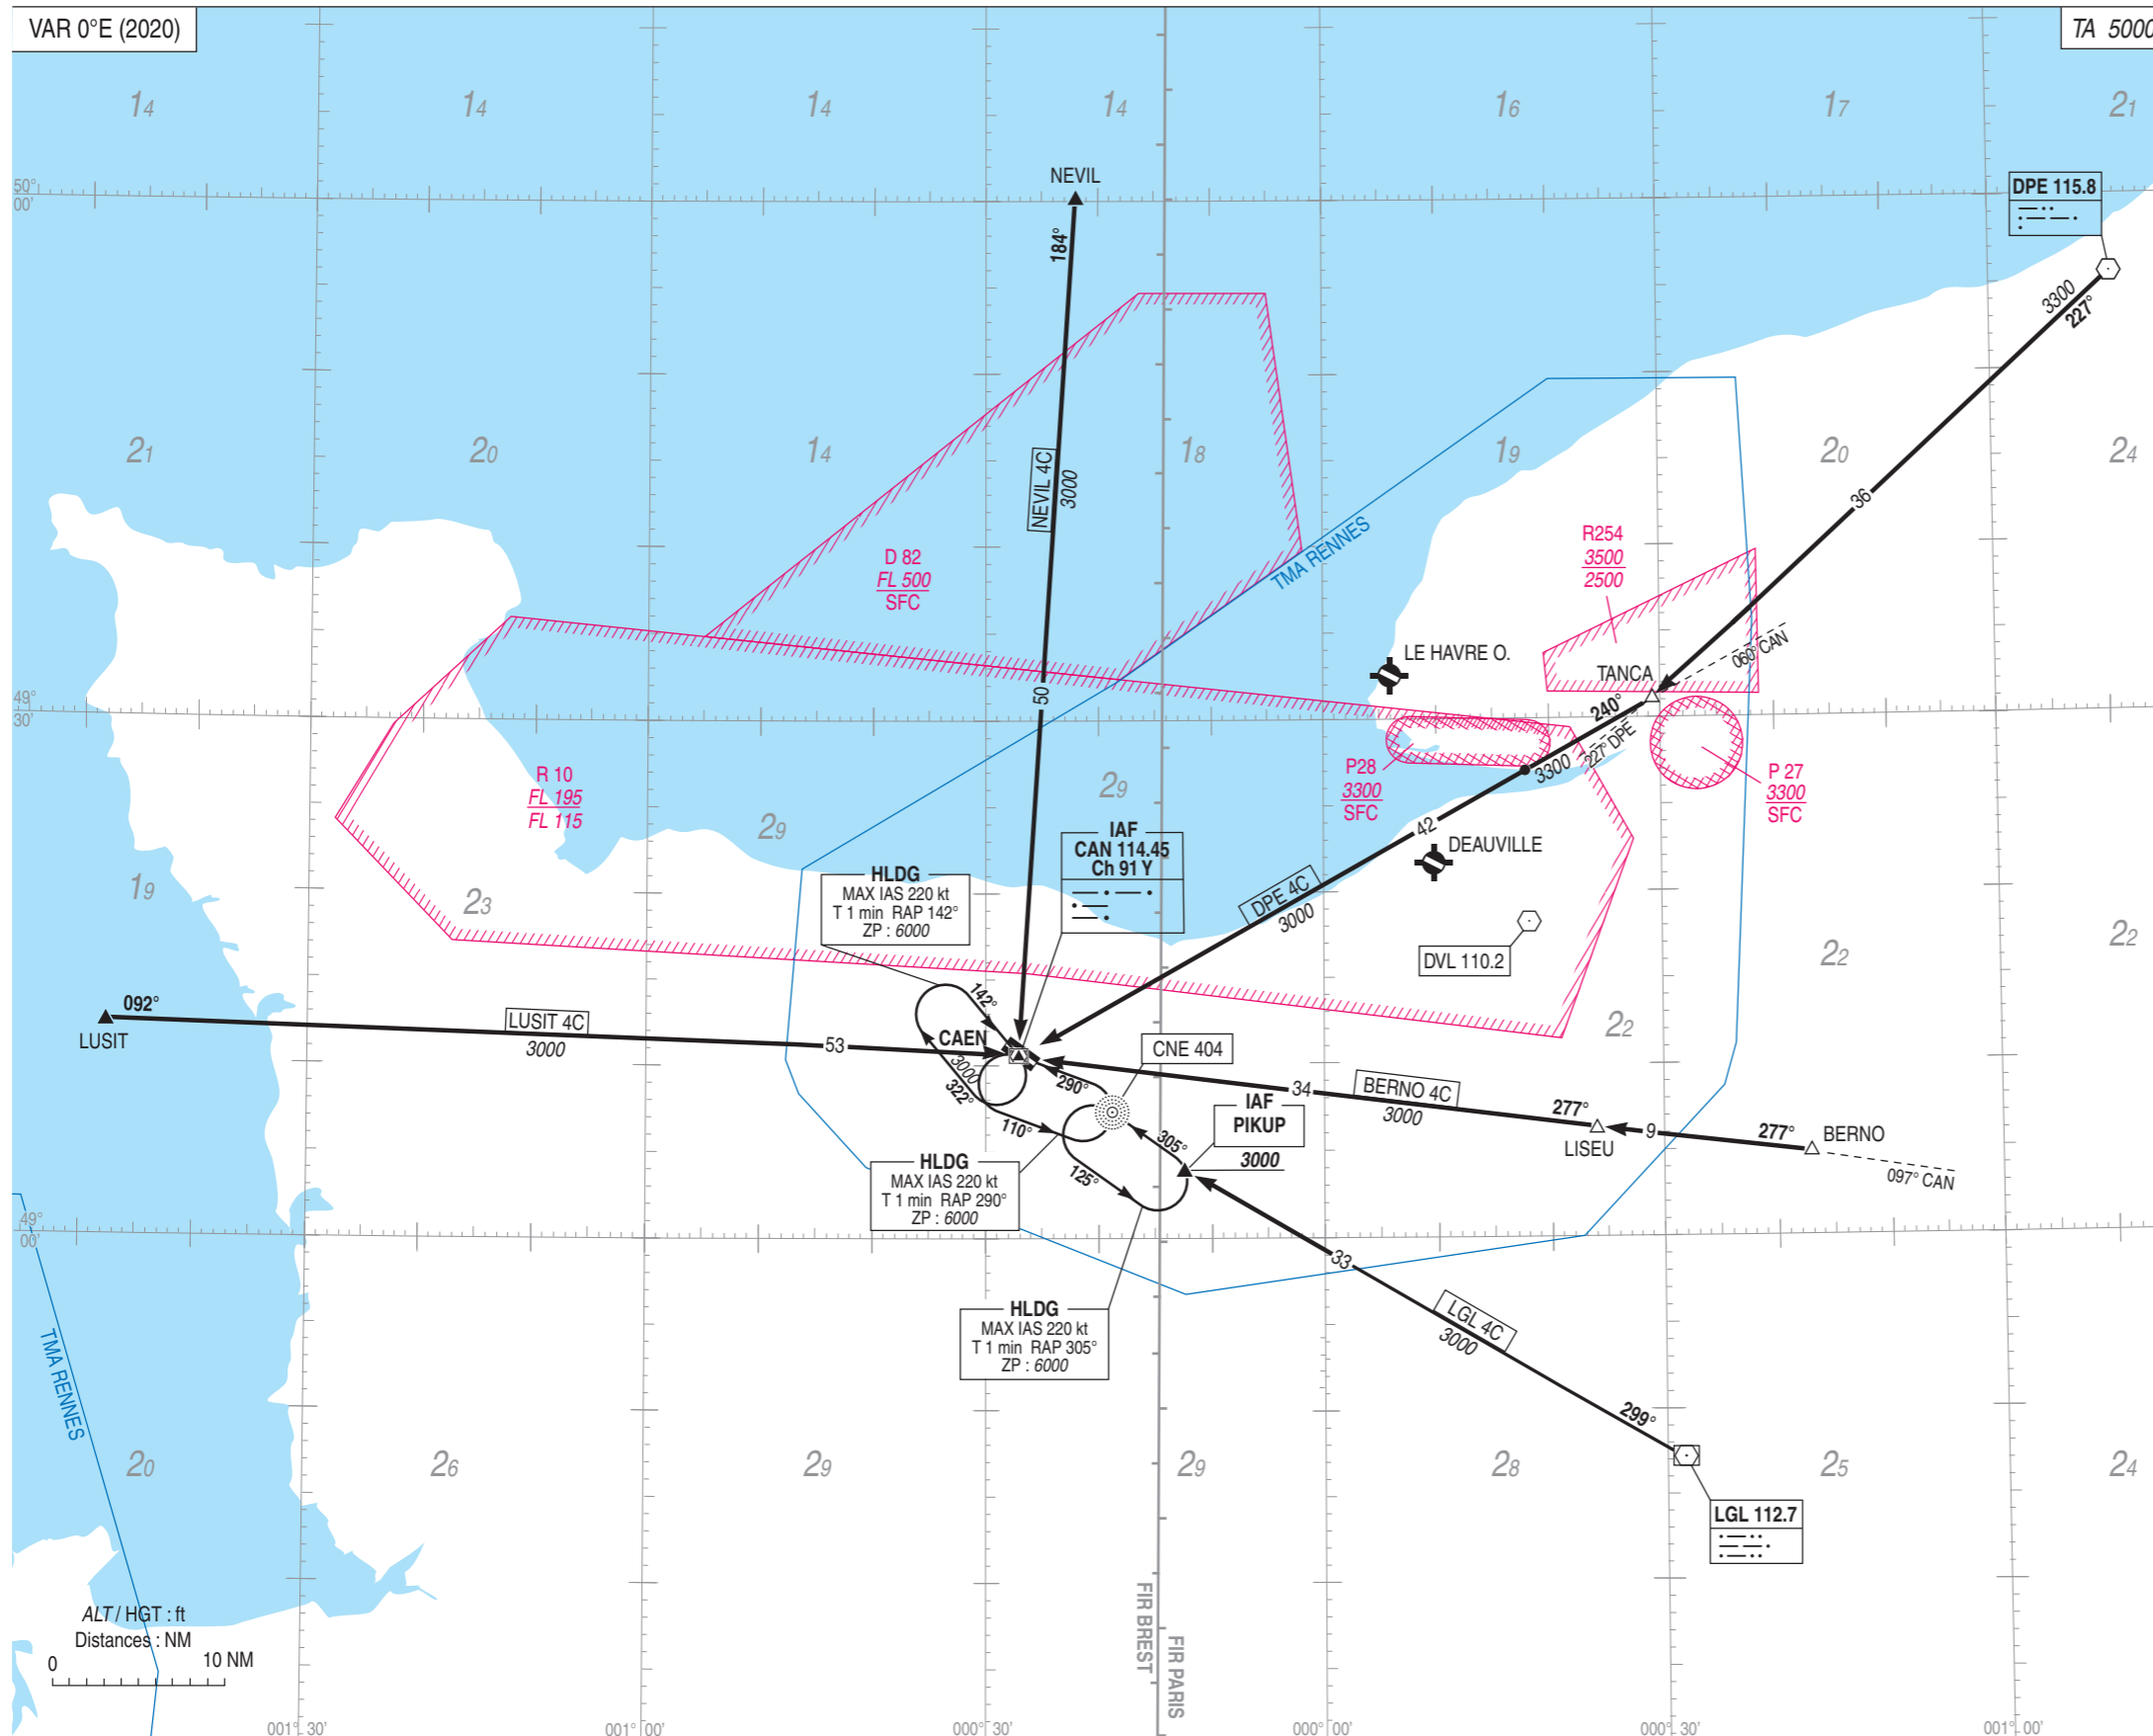 VAR 0°E (2020)
TA 5000
14
14
14
14
16
17
21
NEVIL
184°
50°
00'
DPE 115.8
3300
227°
21
20
14
18
19
20
24
NEVIL 4C
3000
36
TMA RENNES
D 82
FL 500
SFC
R254
3500
2500
060° CAN
LE HAVRE O.
TANCA
50
49°
30'
240°
227° DPE
3300
R 10
FL 195
FL 115
P28
3300
SFC
P 27
3300
SFC
29
29
42
IAF
CAN 114.45
Ch 91 Y
DEAUVILLE
HLDG
MAX IAS 220 kt
T 1 min RAP 142°
ZP : 6000
19
23
DPE 4C
3000
DVL 110.2
22
22
142°
092°
LUSIT
LUSIT 4C
3000
53
CAEN
22
CNE 404
3000
322°
290°
34
BERNO 4C
3000
277°
LISEU
9
277°
BERNO
097° CAN
IAF
PIKUP
3000
110°
305°
125°
HLDG
MAX IAS 220 kt
T 1 min RAP 290°
ZP : 6000
49°
00'
33
HLDG
MAX IAS 220 kt
T 1 min RAP 305°
ZP : 6000
LGL 4C
3000
TMA RENNES
299°
20
26
29
29
28
25
24
LGL 112.7
FIR BREST
FIR PARIS
ALT / HGT : ft
Distances : NM
0
10 NM
001° 30'
001° 00'
000° 30'
000° 00'
000° 30'
001° 00'